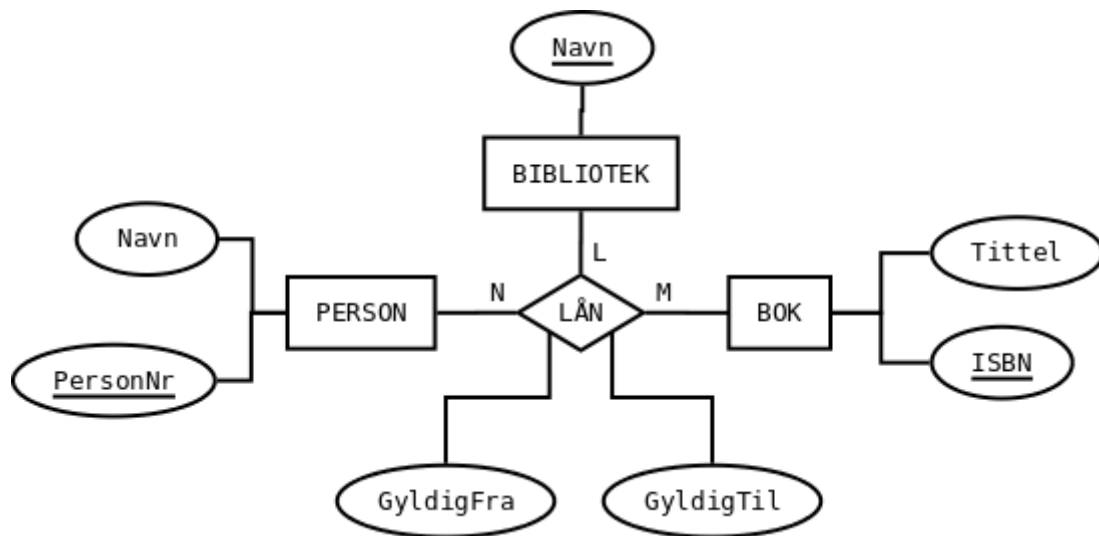 Navn
BIBLIOTEK
L
Navn
Tittel
N
M
PERSON
LÅN
BOK
PersonNr
ISBN
GyldigFra
GyldigTil